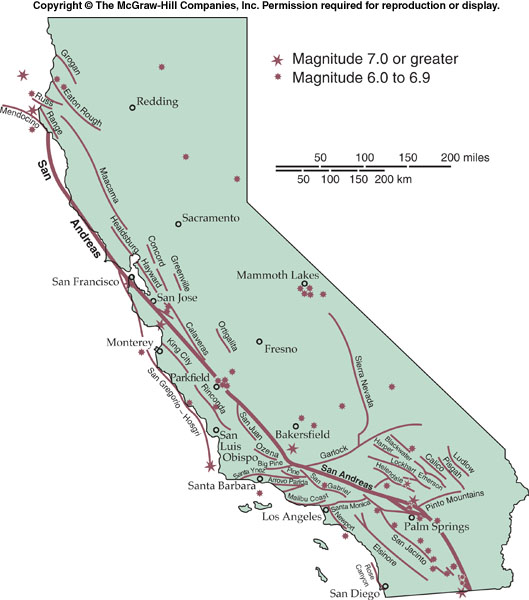 Copyright © The McGraw-Hill Companies, Inc. Permission required for reproduction or display.
Magnitude 7.0 or greater
Magnitude 6.0 to 6.9
50 100 150 200 miles
50 100 150 200 km
Grogan
Redding
Eaton Rough
Russ
Mendocino
Range
San
Andreas
Maacama
Sacramento
Healdsburg
Concord
Hayward
Greenville
Mammoth Lakes
San Francisco
San Jose
Calaveras
Ortigalita
Monterey
King City
Fresno
Sierra Nevada
San Gregorio – Hosgri
Parkfield
Rinconda
San Juan
Bakersfield
San
Luis
Obispo
Ozena
Big Pine
Pine
Garlock
Blackwater
Harper
Lockhart
Calico
Pisgah
Ludlow
Emerson
Helendale
San Andreas
Santa Ynez
Arroyo Parida
San
Gabriel
Santa Barbara
Malibu Coast
Santa Monica
Pinto Mountains
Los Angeles
Newport
Palm Springs
San Jacinto
Elsinore
Rose
Canyon
San Diego